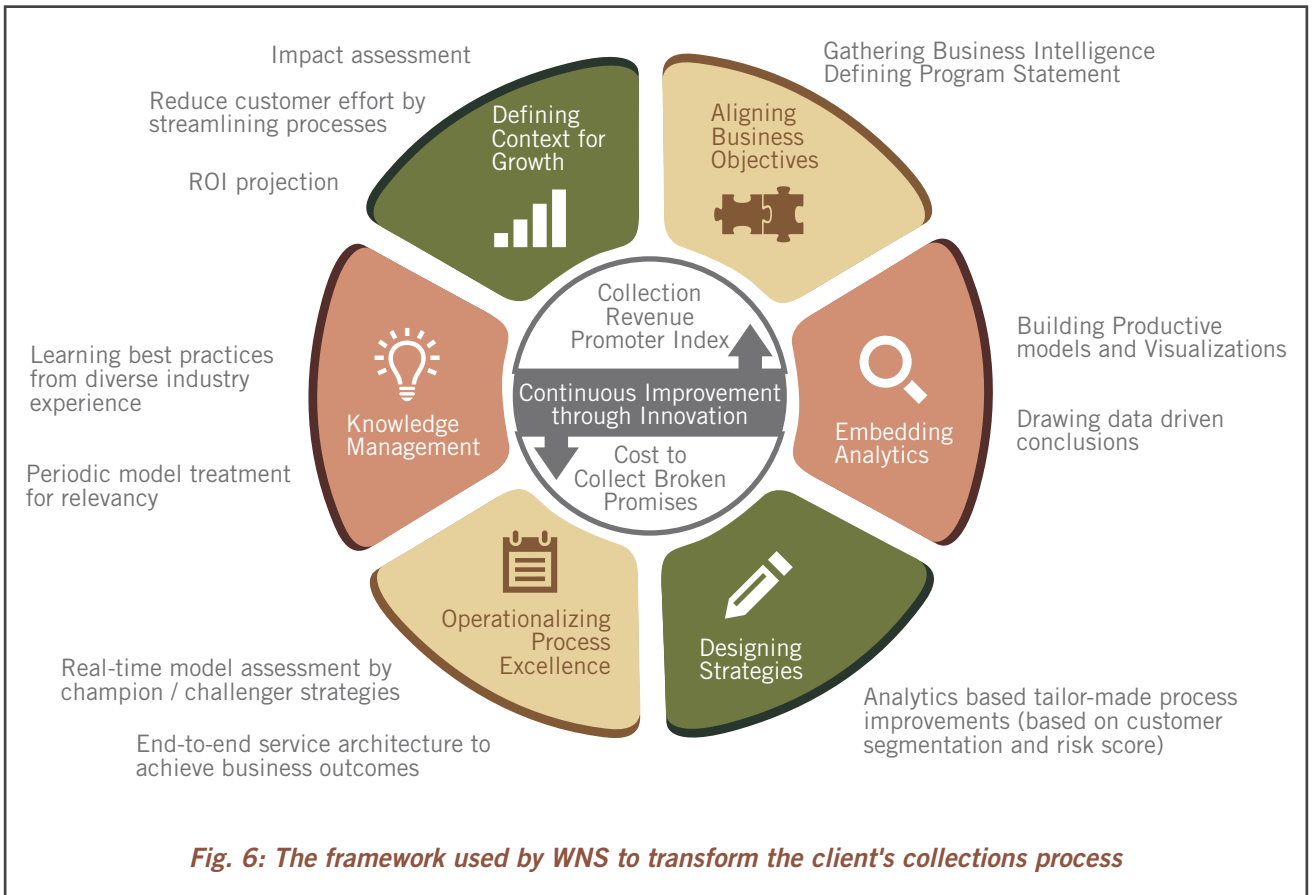 Impact assessment
Reduce customer effort by
streamlining processes
ROI projection
Defining
Context for
Growth
Gathering Business Intelligence
Defining Program Statement
Aligning
Business
Objectives
Collection
Revenue
Promoter Index
Continuous Improvement
through Innovation
Cost to
Collect Broken
Promises
Building Productive
models and Visualizations
Drawing data driven
conclusions
Embedding
Analytics
Learning best practices
from diverse industry
experience
Periodic model treatment
for relevancy
Knowledge
Management
Operationalizing
Process
Excellence
Real-time model assessment by
champion / challenger strategies
End-to-end service architecture to
achieve business outcomes
Designing
Strategies
Analytics based tailor-made process
improvements (based on customer
segmentation and risk score)
Fig. 6: The framework used by WNS to transform the client's collections process